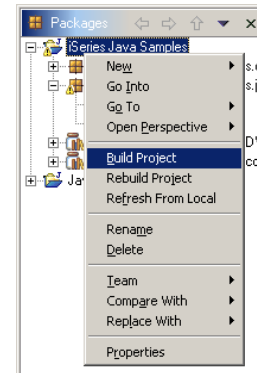 Packages
iSeries Java Samples
New
Go Into
Go To
Open Perspective
Build Project
Rebuild Project
Refresh From Local
Rename
Delete
Team
Compare With
Replace With
Properties